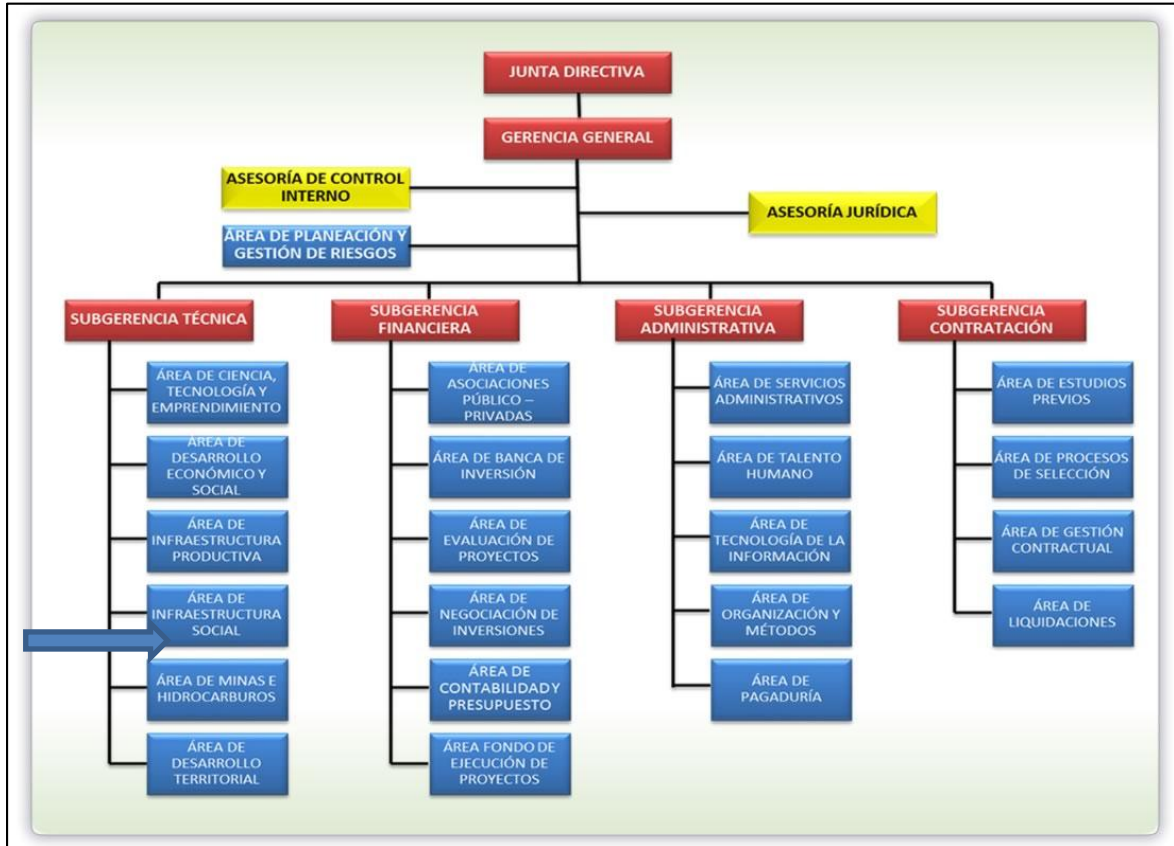 JUNTA DIRECTIVA
GERENCIA GENERAL
ASESORÍA DE CONTROL
INTERNO
ASESORÍA JURÍDICA
ÁREA DE PLANEACIÓN Y
GESTIÓN DE RIESGOS
SUBGERENCIA TÉCNICA
SUBGERENCIA
FINANCIERA
SUBGERENCIA
ADMINISTRATIVA
SUBGERENCIA
CONTRATACIÓN
ÁREA DE CIENCIA,
TECNOLOGÍA Y
EMPRENDIMIENTO
ÁREA DE
DESARROLLO
ECONÓMICO Y
SOCIAL
ÁREA DE
INFRAESTRUCTURA
PRODUCTIVA
ÁREA DE
INFRAESTRUCTURA
SOCIAL
ÁREA DE MINAS E
HIDROCARBUROS
ÁREA DE
DESARROLLO
TERRITORIAL
ÁREA DE
ASOCIACIONES
PÚBLICO –
PRIVADAS
ÁREA DE BANCA DE
INVERSIÓN
ÁREA DE
EVALUACIÓN DE
PROYECTOS
ÁREA DE
NEGOCIACIÓN DE
INVERSIONES
ÁREA DE
CONTABILIDAD Y
PRESUPUESTO
ÁREA FONDO DE
EJECUCIÓN DE
PROYECTOS
ÁREA DE SERVICIOS
ADMINISTRATIVOS
ÁREA DE TALENTO
HUMANO
ÁREA DE
TECNOLOGÍA DE LA
INFORMACIÓN
ÁREA DE
ORGANIZACIÓN Y
MÉTODOS
ÁREA DE
PAGADURÍA
ÁREA DE ESTUDIOS
PREVIOS
ÁREA DE PROCESOS
DE SELECCIÓN
ÁREA DE GESTIÓN
CONTRACTUAL
ÁREA DE
LIQUIDACIONES